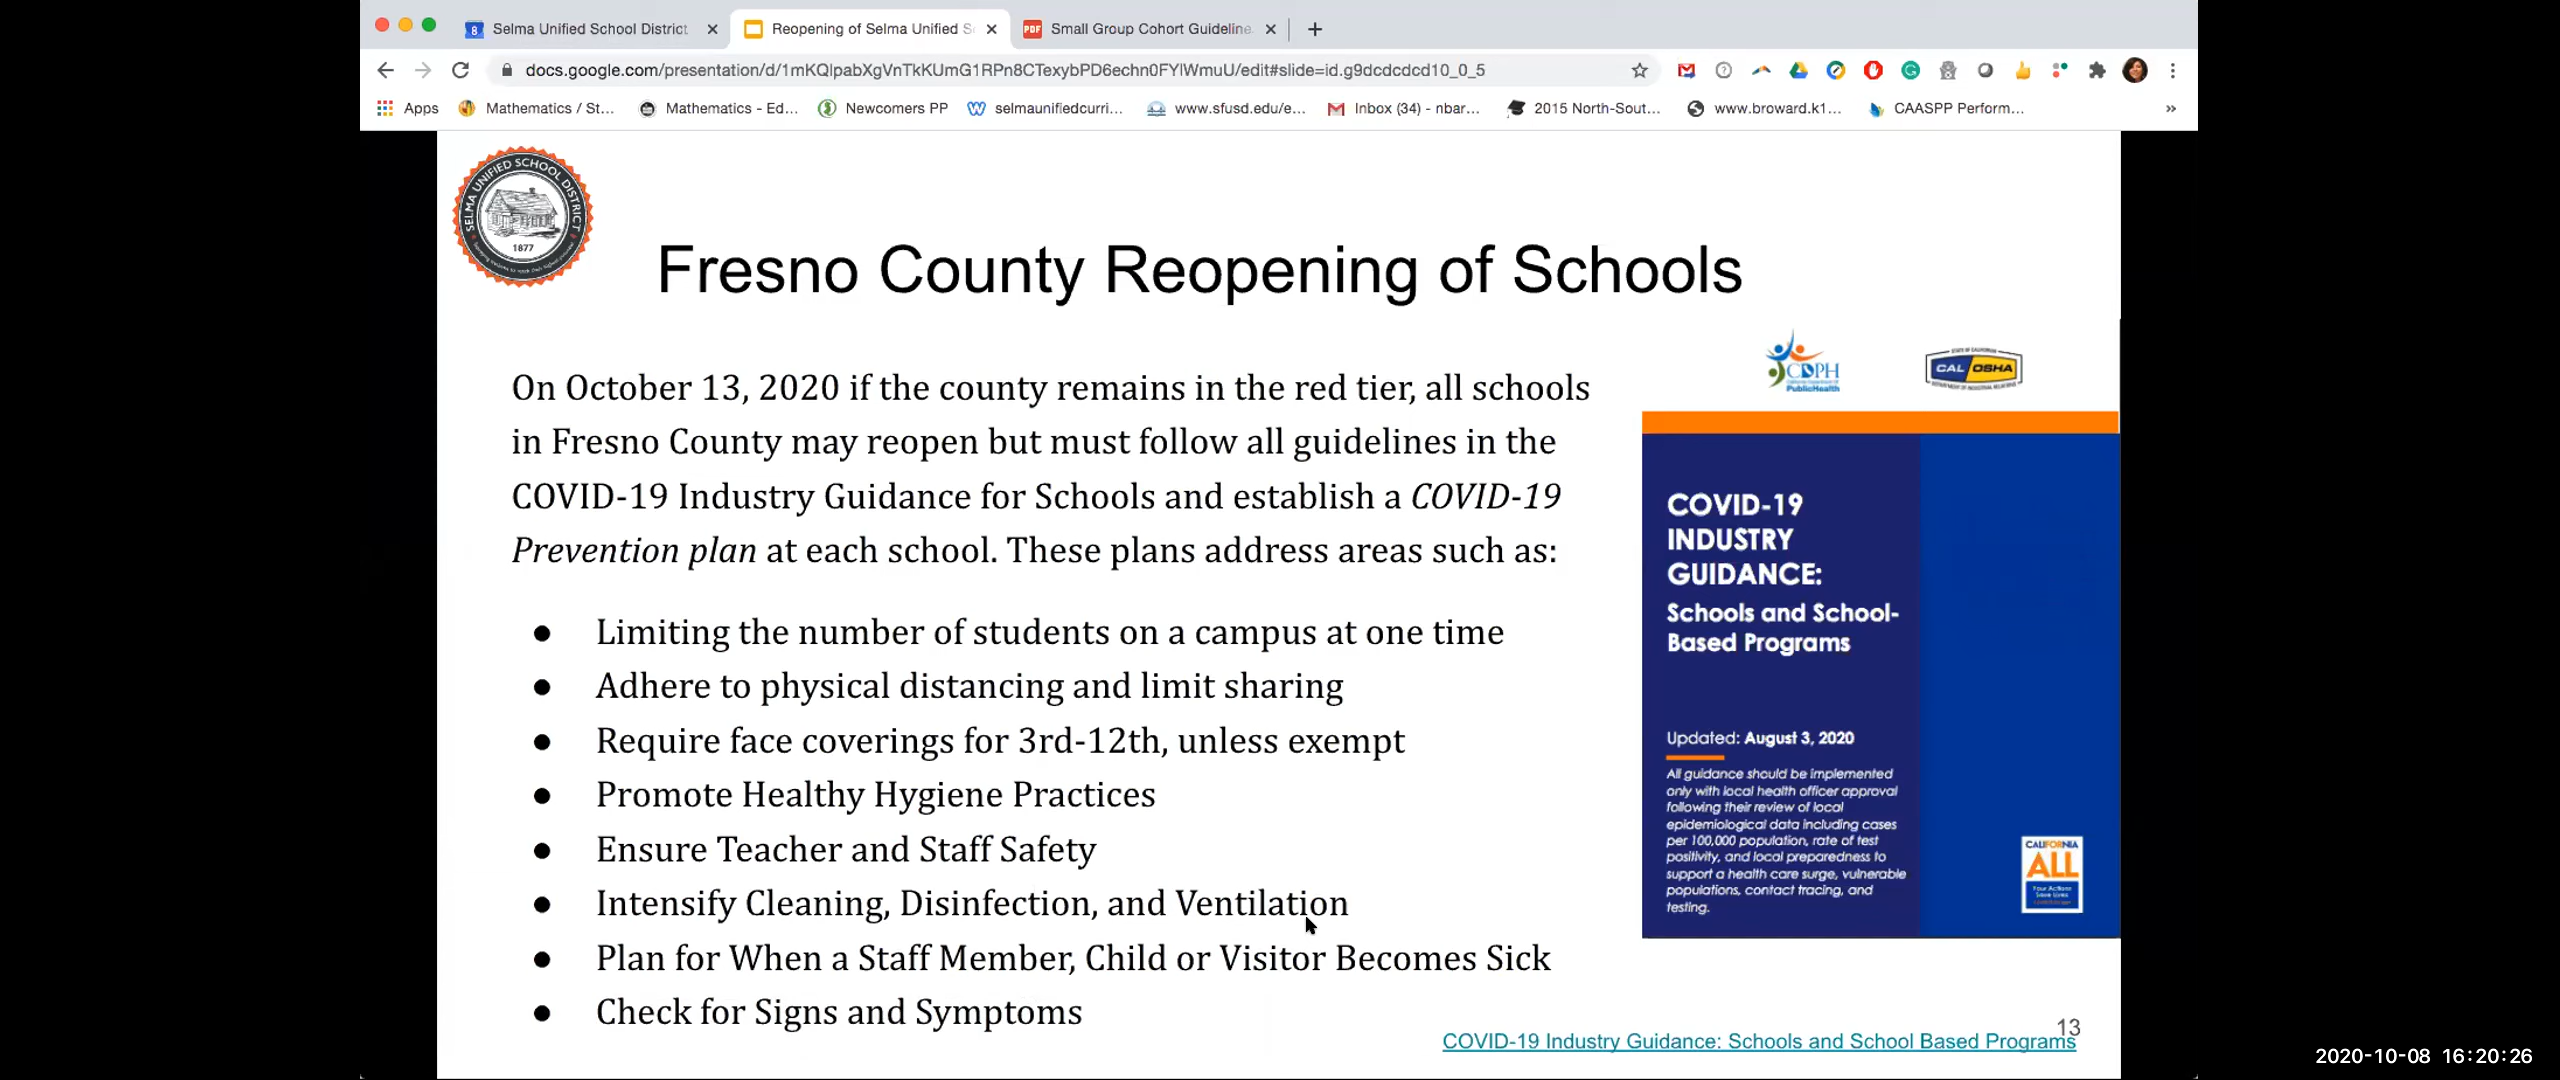 Selma Unified School District
Reopening of Selma Unified S
Small Group Cohort Guideline
docs.google.com/presentation/d/1mKQlpabXgVnTkKUmG1RPn8CTexybPD6echn0FYlWmuU/edit#slide=id.g9dcdcdcd10_0_5
Apps Mathematics / St... Mathematics - Ed... Newcomers PP selmaunifiedcurri... www.sfusd.edu/e... Inbox (34) - nbar... 2015 North-Sout... www.broward.k1... CAASPP Perform... »
SELMA UNIFIED SCHOOL DISTRICT
1877
Fresno County Reopening of Schools
CDPH
PublicHealth
CAL OSHA
On October 13, 2020 if the county remains in the red tier, all schools
in Fresno County may reopen but must follow all guidelines in the
COVID-19 Industry Guidance for Schools and establish a COVID-19
Prevention plan at each school. These plans address areas such as:
● Limiting the number of students on a campus at one time
● Adhere to physical distancing and limit sharing
● Require face coverings for 3rd-12th, unless exempt
● Promote Healthy Hygiene Practices
● Ensure Teacher and Staff Safety
● Intensify Cleaning, Disinfection, and Ventilation
● Plan for When a Staff Member, Child or Visitor Becomes Sick
● Check for Signs and Symptoms
COVID-19
INDUSTRY
GUIDANCE:
Schools and School-
Based Programs
Updated: August 3, 2020
All guidance should be implemented
only with local health officer approval
following their review of local
epidemiological data including cases
per 100,000 population, rate of test
positivity, and local preparedness to
support a health care surge, vulnerable
populations, contact tracing, and
testing.
CALIFORNIA
ALL
Your Actions
Save Lives
13
COVID-19 Industry Guidance: Schools and School Based Programs
2020-10-08 16:20:26